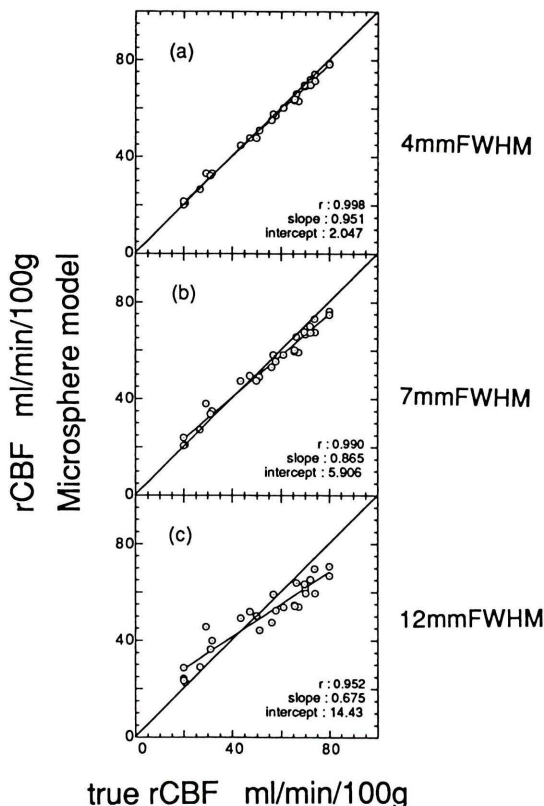 (a)
80
40
0
r : 0.998
slope : 0.951
intercept : 2.047
4mmFWHM
(b)
80
40
0
r : 0.990
slope : 0.865
intercept : 5.906
7mmFWHM
(c)
80
40
0
r : 0.952
slope : 0.675
intercept : 14.43
12mmFWHM
0 40 80
rCBF ml/min/100g
Microsphere model
true rCBF ml/min/100g